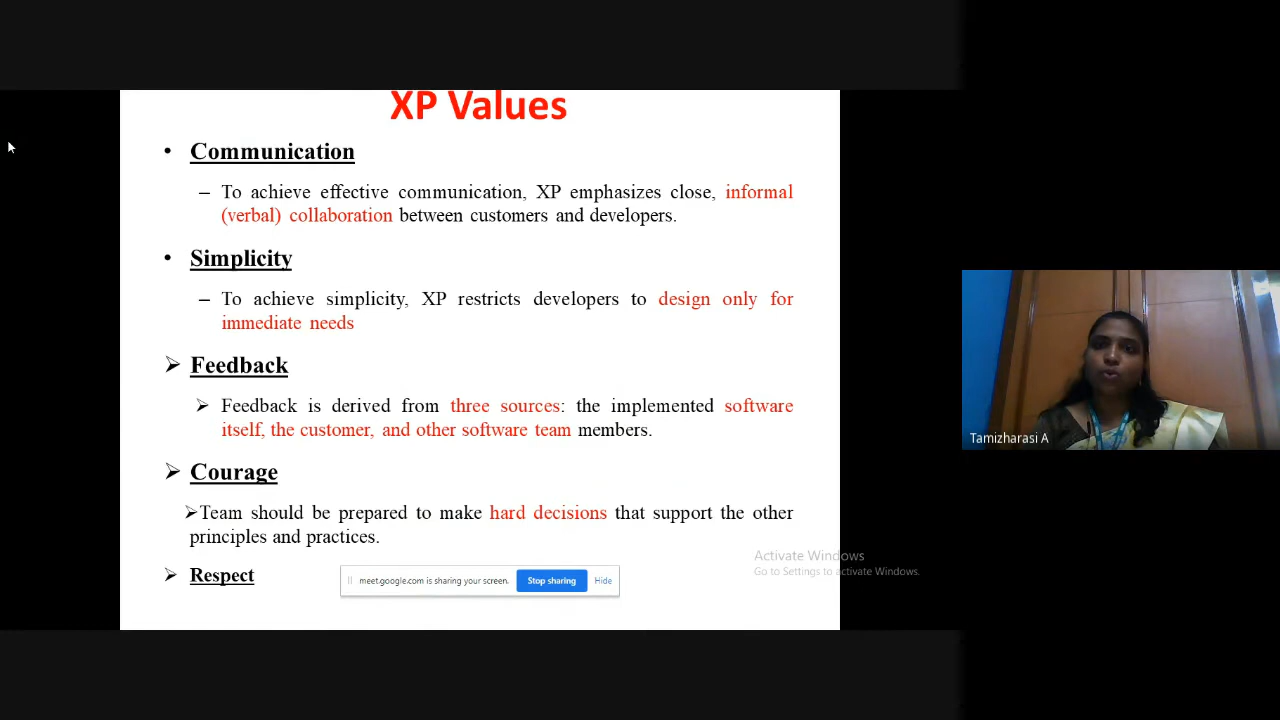 XP Values
• Communication
– To achieve effective communication, XP emphasizes close, informal
(verbal) collaboration between customers and developers.
• Simplicity
– To achieve simplicity, XP restricts developers to design only for
immediate needs
➢ Feedback
➢ Feedback is derived from three sources: the implemented software
itself, the customer, and other software team members.
➢ Courage
➢Team should be prepared to make hard decisions that support the other
principles and practices.
➢ Respect
meet.google.com is sharing your screen. Stop sharing Hide
Activate Windows
Go to Settings to activate Windows.
Tamizharasi A